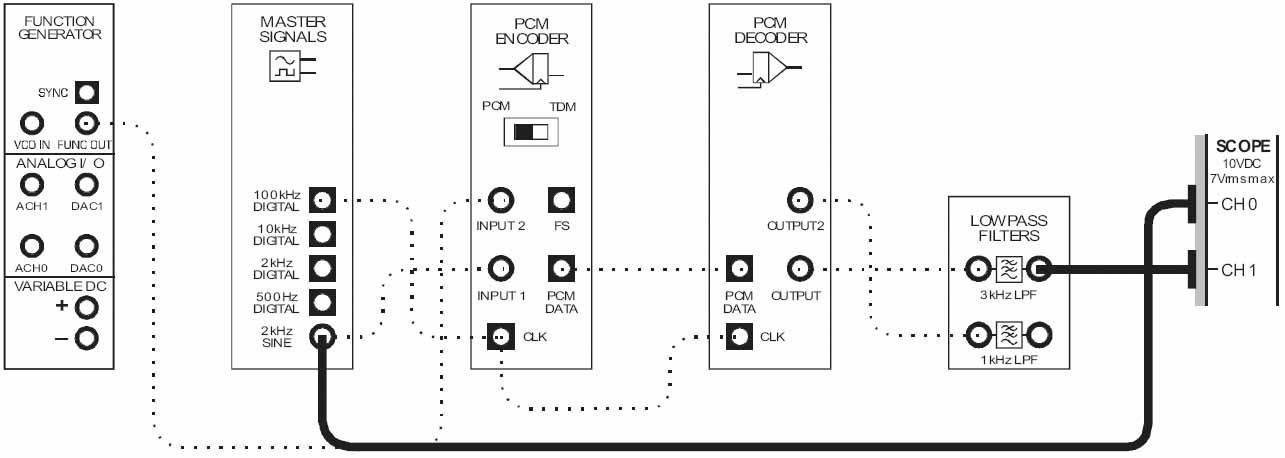 FUNCTION
GENERATOR
SYNC
VCO IN FUNC OUT
ANALOG I/ O
ACH1 DAC1
ACH0 DAC0
VARIABLE DC
+
−
MASTER
SIGNALS
100kHz
DIGITAL
10kHz
DIGITAL
2kHz
DIGITAL
500Hz
DIGITAL
2kHz
SINE
PCM
ENCODER
PCM TDM
INPUT 2 FS
INPUT 1 PCM
DATA
CLK
PCM
DECODER
OUTPUT2
PCM
DATA
OUTPUT
CLK
LOWPASS
FILTERS
3kHz LPF
1kHz LPF
SCOPE
10VDC
7Vrmsmax
CH 0
CH 1